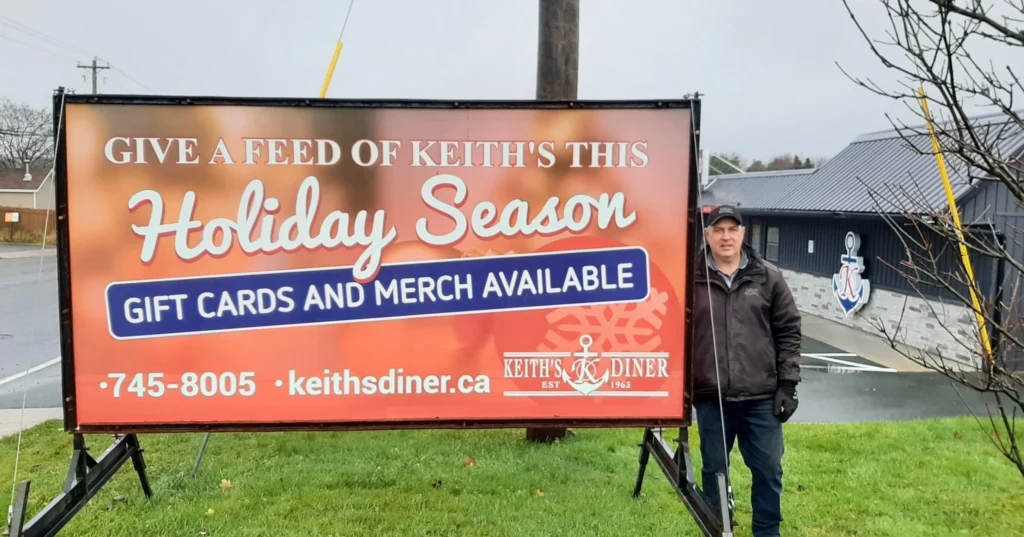 GIVE A FEED OF KEITH'S THIS
Holiday Season
GIFT CARDS AND MERCH AVAILABLE
·745-8005 ·keithsdiner.ca
KEITH'S K DINER
EST 1963
K